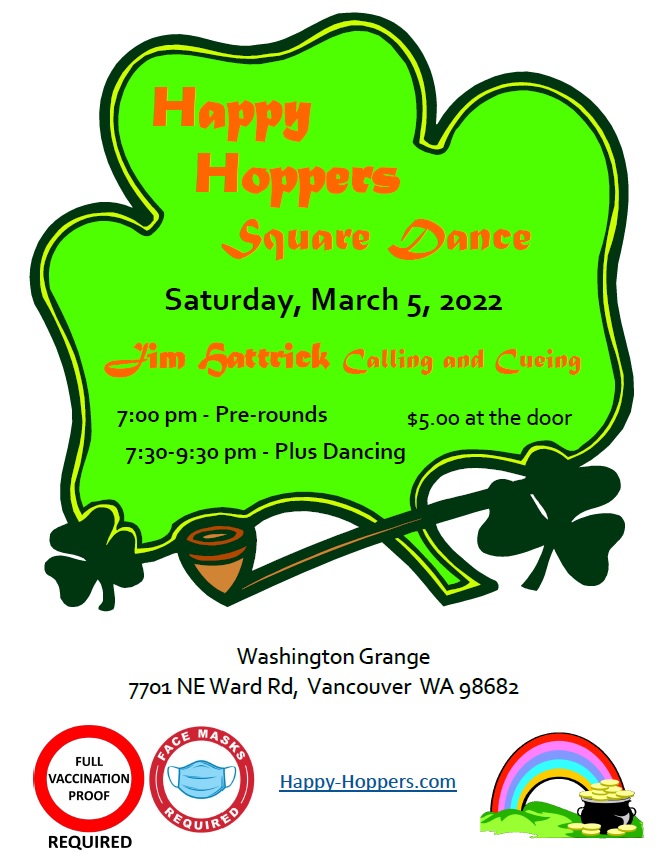 Happy
Hoppers
Square Dance
Saturday, March 5, 2022
Jim Hattrick Calling and Cueing
7:00 pm - Pre-rounds
$5.00 at the door
7:30-9:30 pm - Plus Dancing
Washington Grange
7701 NE Ward Rd, Vancouver WA 98682
FULL
VACCINATION
PROOF
REQUIRED
FACE MASKS
REQUIRED
Happy-Hoppers.com